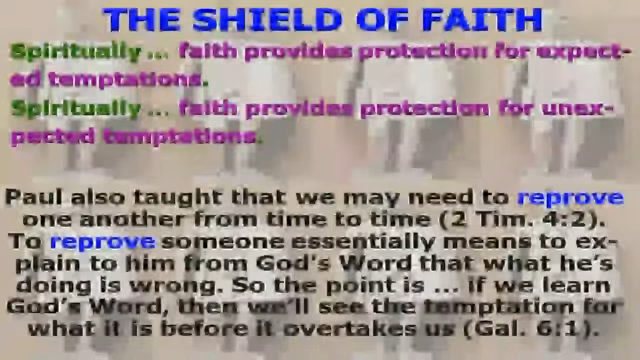 THE SHIELD OF FAITH
Spiritually ... faith provides protection for expect-
ed temptations.
Spiritually ... faith provides protection for unex-
pected temptations.
Paul also taught that we may need to reprove
one another from time to time (2 Tim. 4:2).
To reprove someone essentially means to ex-
plain to him from God's Word that what he's
doing is wrong. So the point is ... if we learn
God's Word, then we'll see the temptation for
what it is before it overtakes us (Gal. 6:1).